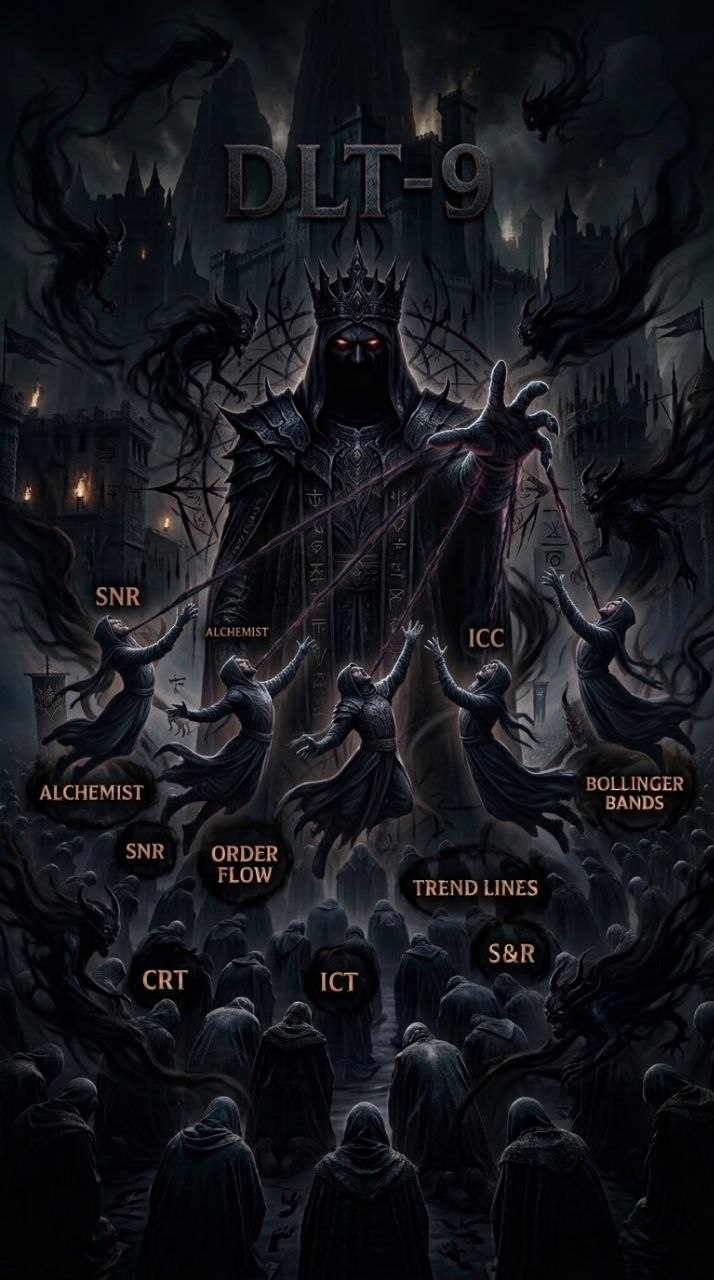 DLT-9
SNR
ALCHEMIST
ICC
ALCHEMIST
BOLLINGER
BANDS
SNR
ORDER
FLOW
TREND LINES
CRT
ICT
S&R